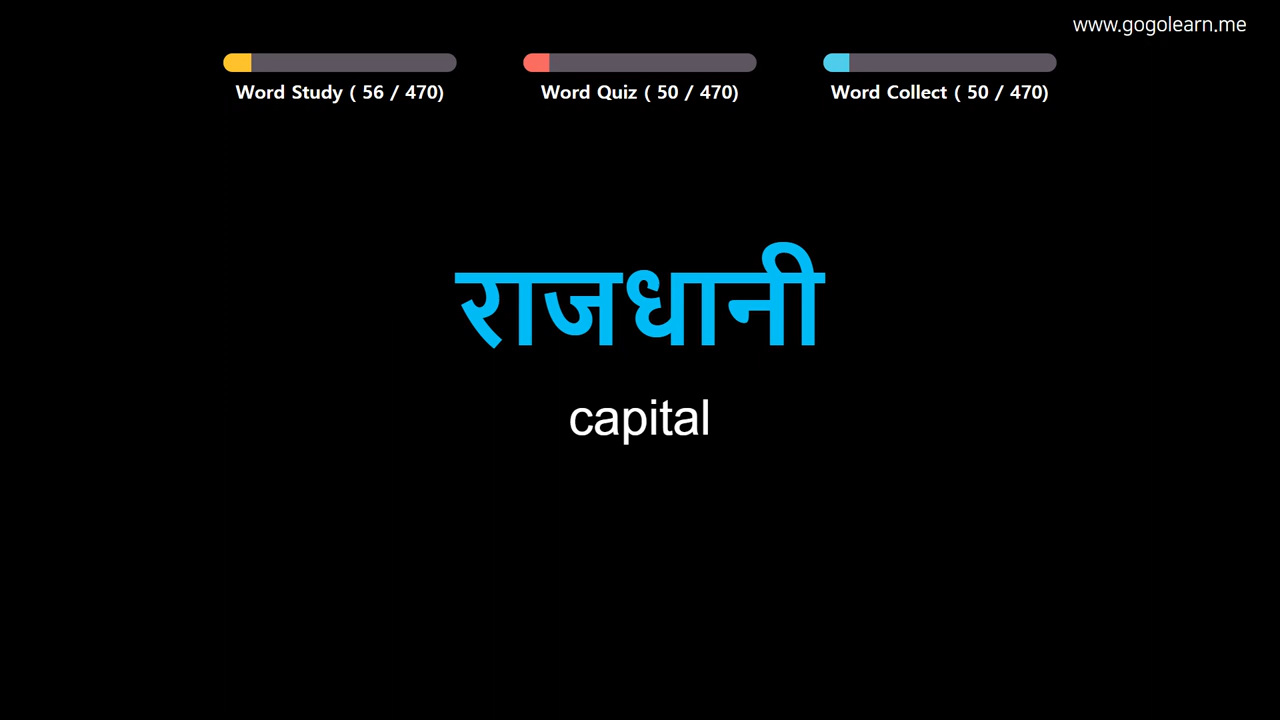 www.gogolearn.me
Word Study ( 56 / 470)
Word Quiz ( 50 / 470)
Word Collect ( 50 / 470)
राजधानी
capital